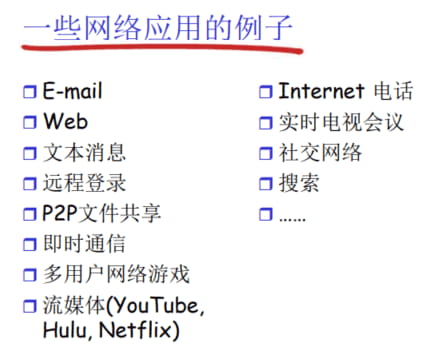 一些网络应用的例子
E-mail
Web
文本消息
远程登录
P2P文件共享
即时通信
多用户网络游戏
流媒体(YouTube,
Hulu, Netflix)
Internet 电话
实时电视会议
社交网络
搜索
……